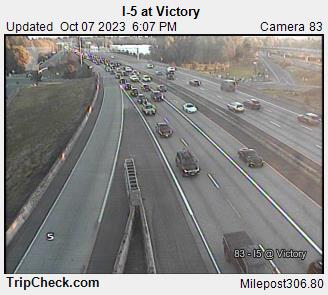 I-5 at Victory
Updated Oct 07 2023 6:07 PM Camera 83
S
83 - I5 @ Victory
TripCheck.com Milepost306.80